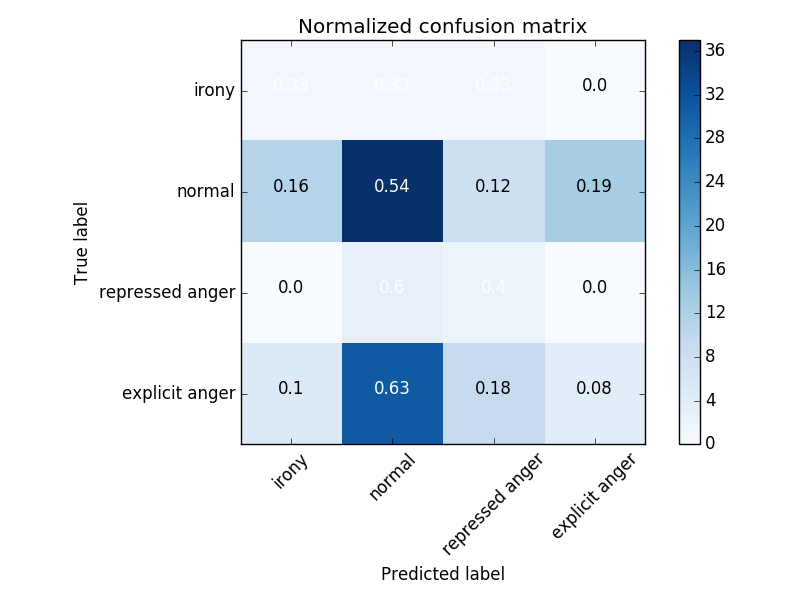 Normalized confusion matrix
irony 0.33 0.33 0.33 0.0
normal 0.16 0.54 0.12 0.19
repressed anger 0.0 0.6 0.4 0.0
explicit anger 0.1 0.63 0.18 0.08
irony normal repressed anger explicit anger
Predicted label
True label
36
32
28
24
20
16
12
8
4
0